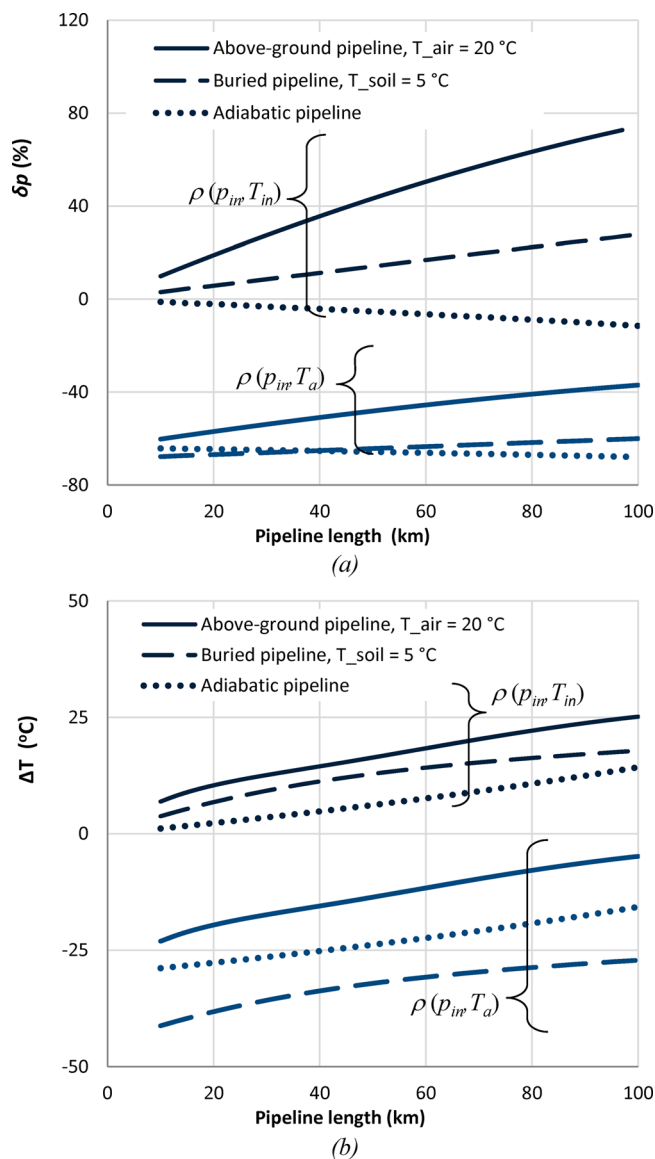 120
80
40
0
-40
-80
δp (%)
Above-ground pipeline, T_air = 20 °C
Buried pipeline, T_soil = 5 °C
Adiabatic pipeline
ρ (p_in, T_in)
ρ (p_in, T_a)
0 20 40 60 80 100
Pipeline length (km)
(a)
50
25
0
-25
-50
ΔT (°C)
Above-ground pipeline, T_air = 20 °C
Buried pipeline, T_soil = 5 °C
Adiabatic pipeline
ρ (p_in, T_in)
ρ (p_in, T_a)
0 20 40 60 80 100
Pipeline length (km)
(b)